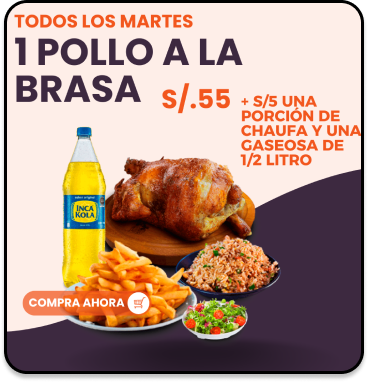 TODOS LOS MARTES
1 POLLO A LA
BRASA
S/.55
+ S/5 UNA
PORCIÓN DE
CHAUFA Y UNA
GASEOSA DE
1/2 LITRO
INCA
KOLA
COMPRA AHORA